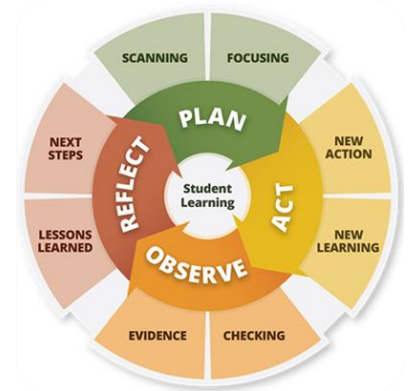 SCANNING
FOCUSING
PLAN
NEW
ACTION
NEW
LEARNING
ACT
CHECKING
EVIDENCE
OBSERVE
LESSONS
LEARNED
NEXT
STEPS
REFLECT
Student
Learning